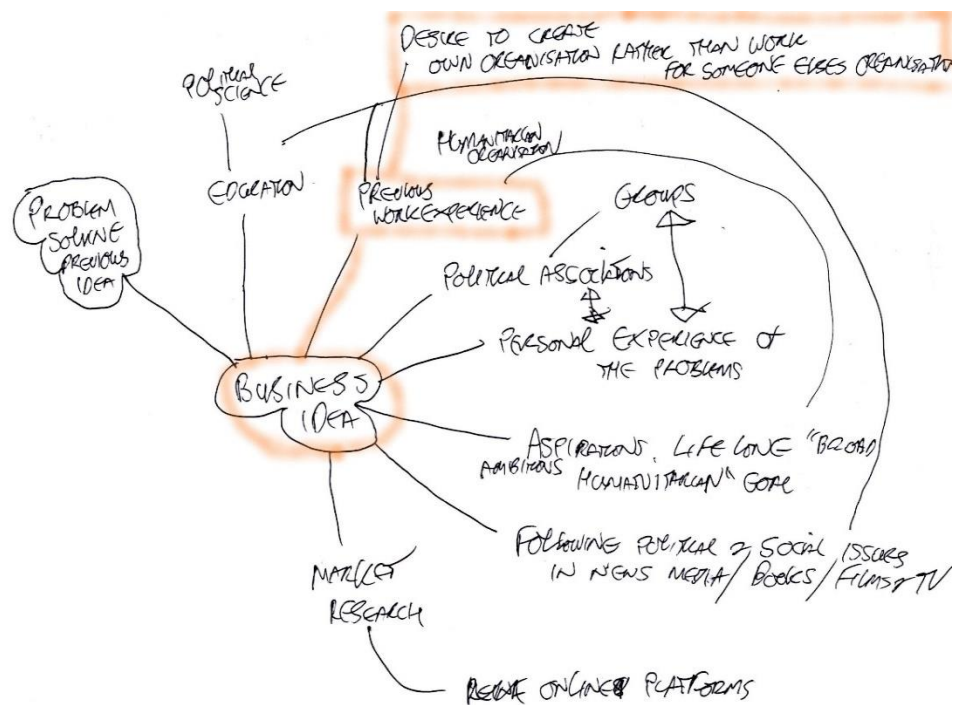 DESIRE TO CREATE
OWN ORGANISATION RATHER THAN WORK
FOR SOMEONE ELSES ORGANISATION
POLITICAL
SCIENCE
HUMANITARIAN
ORGANISATION
EDUCATION
PREVIOUS
WORK EXPERIENCE
GROUPS
PROBLEM
SOLVING
PREVIOUS
IDEA
POLITICAL ASSOCIATIONS
PERSONAL EXPERIENCE OF
THE PROBLEMS
BUSINESS
IDEA
ASPIRATIONS, LIFE LONG "BROAD
AMBITIONS HUMANITARIAN" GOAL
FOLLOWING POLITICAL & SOCIAL ISSUES
IN NEWS MEDIA / BOOKS / FILMS & TV
MARKET
RESEARCH
ONLINE PLATFORMS